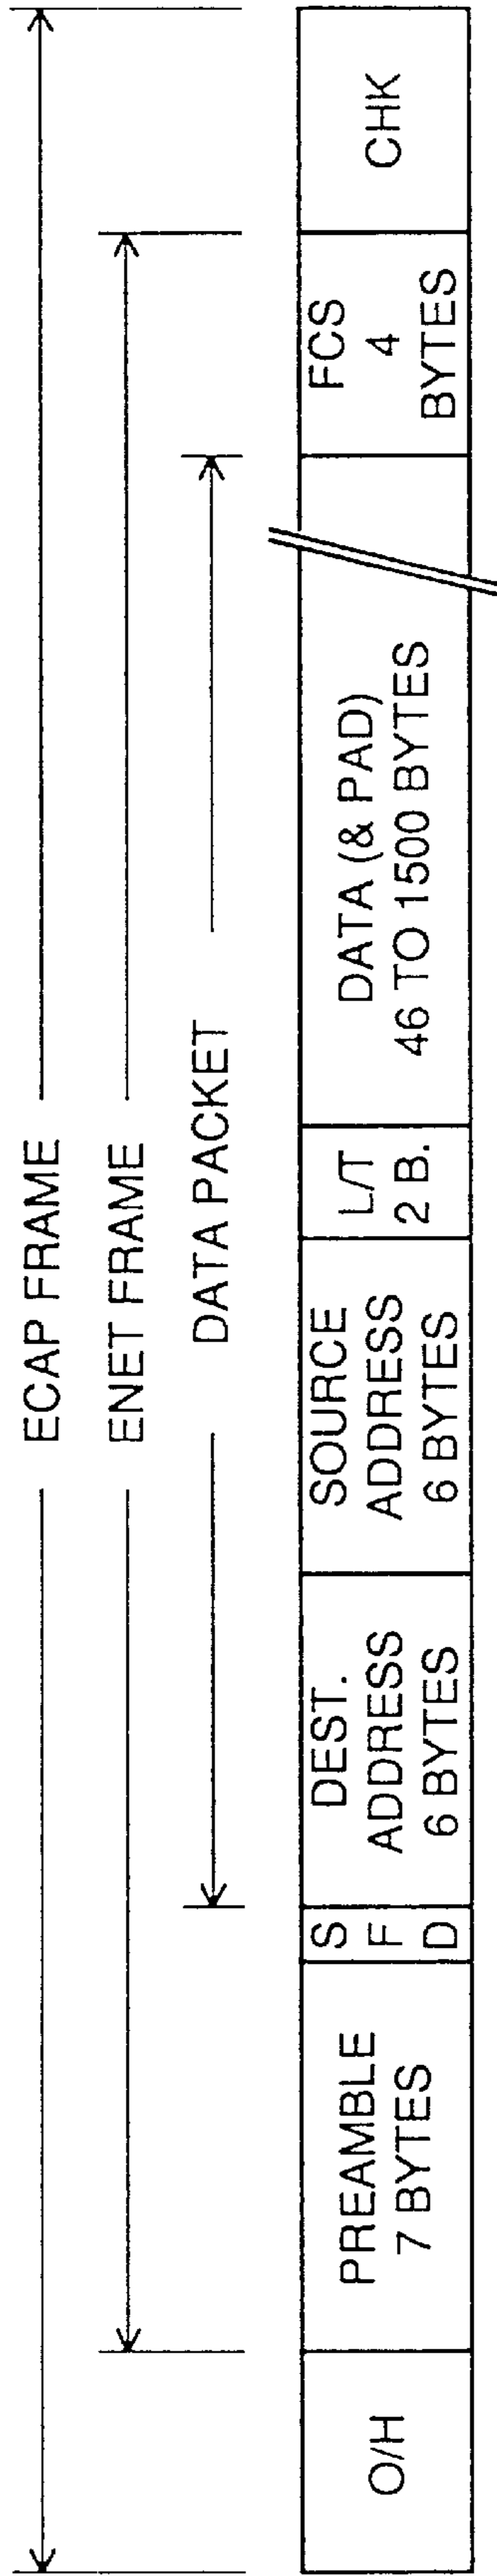 ECAP FRAME
ENET FRAME
DATA PACKET
O/H
PREAMBLE
7 BYTES
S
F
D
DEST.
ADDRESS
6 BYTES
SOURCE
ADDRESS
6 BYTES
L/T
2 B.
DATA (& PAD)
46 TO 1500 BYTES
FCS
4
BYTES
CHK